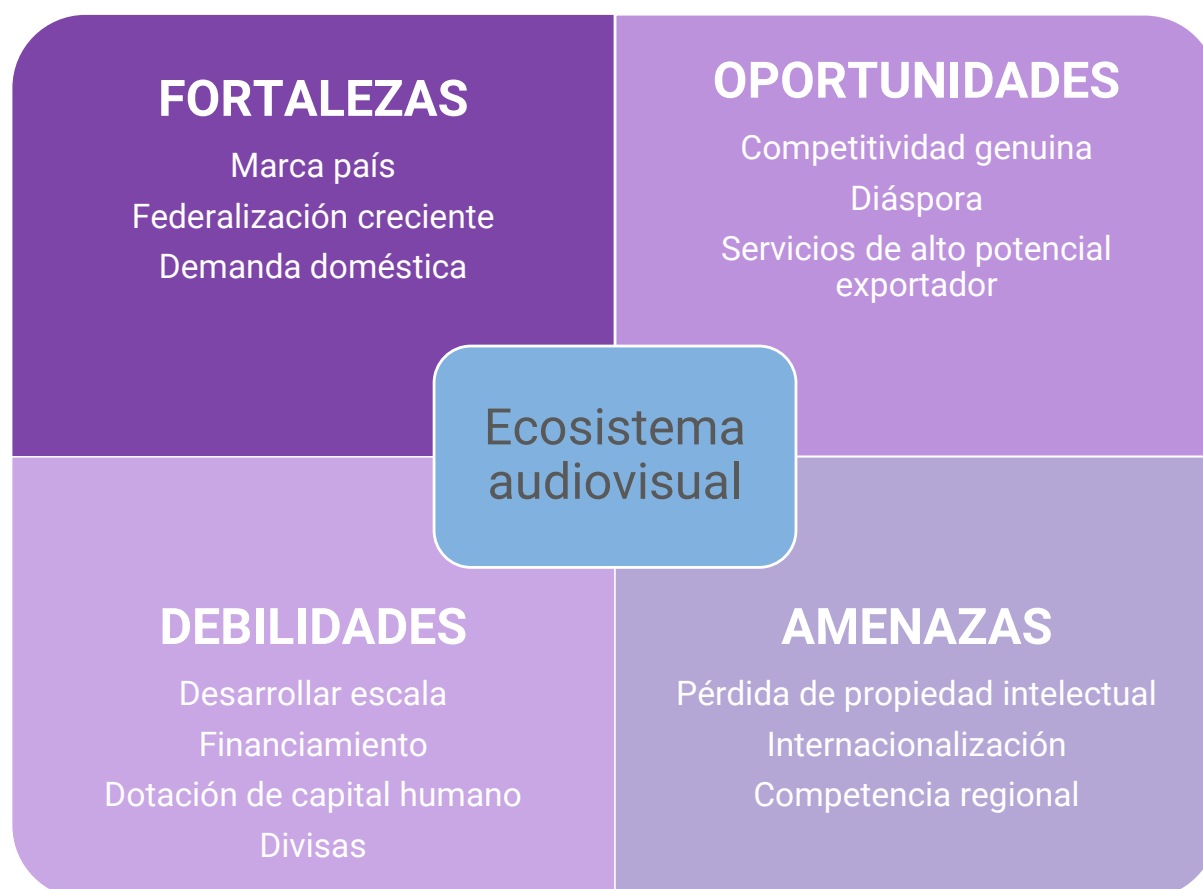 FORTALEZAS
Marca país
Federalización creciente
Demanda doméstica
OPORTUNIDADES
Competitividad genuina
Diáspora
Servicios de alto potencial
exportador
Ecosistema
audiovisual
DEBILIDADES
Desarrollar escala
Financiamiento
Dotación de capital humano
Divisas
AMENAZAS
Pérdida de propiedad intelectual
Internacionalización
Competencia regional